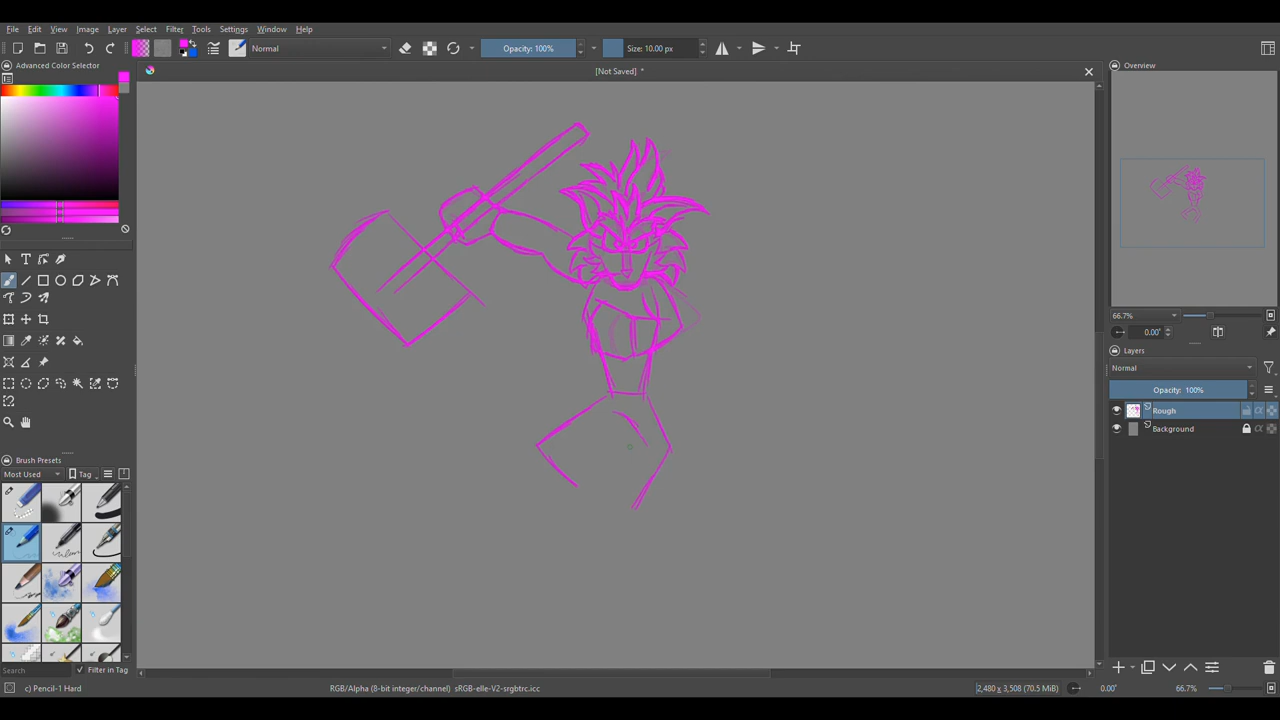 File Edit View Image Layer Select Filter Tools Settings Window Help
Normal
Opacity: 100%
Size: 10.00 px
Advanced Color Selector
[Not Saved] *
Overview
66.7%
0.00°
Layers
Normal
Opacity: 100%
Rough
Background
Brush Presets
Most Used
Tag
Search
Filter in Tag
c) Pencil-1 Hard
RGB/Alpha (8-bit integer/channel) sRGB-elle-V2-srgbtrc.icc
2,480 x 3,508 (70.5 MiB)
0.00°
66.7%